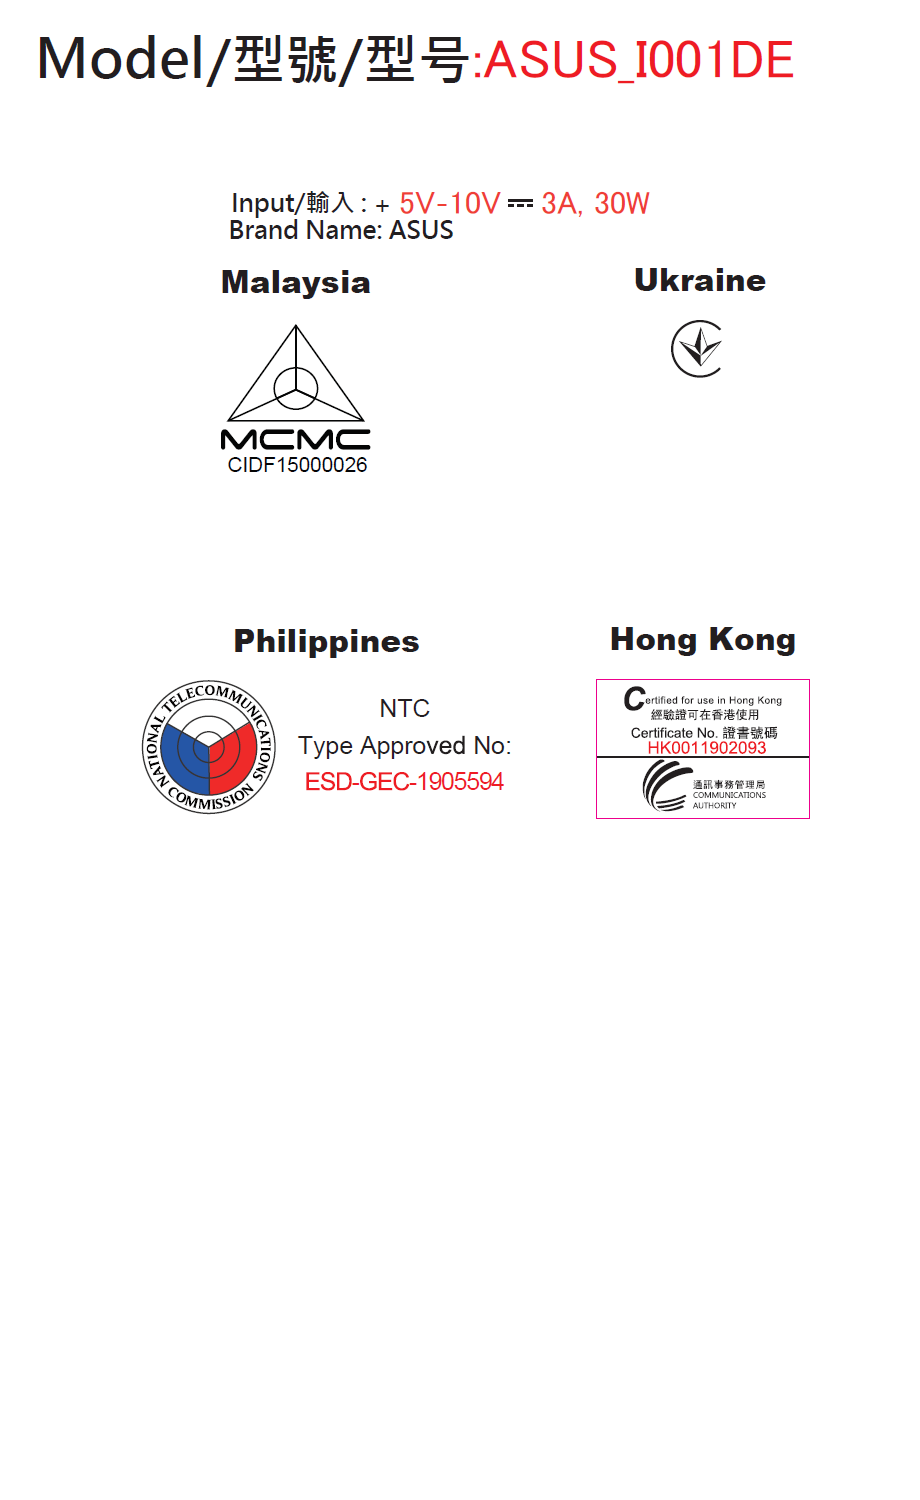 Model/型號/型号:ASUS_I001DE
Input/輸入 : + 5V-10V ⎓ 3A, 30W
Brand Name: ASUS
Malaysia
Ukraine
MCMC
CIDF15000026
Philippines
Hong Kong
NATIONAL TELECOMMUNICATIONS COMMISSION
NTC
Type Approved No:
ESD-GEC-1905594
Certified for use in Hong Kong
經驗證可在香港使用
Certificate No. 證書號碼
HK0011902093
通訊事務管理局
COMMUNICATIONS
AUTHORITY